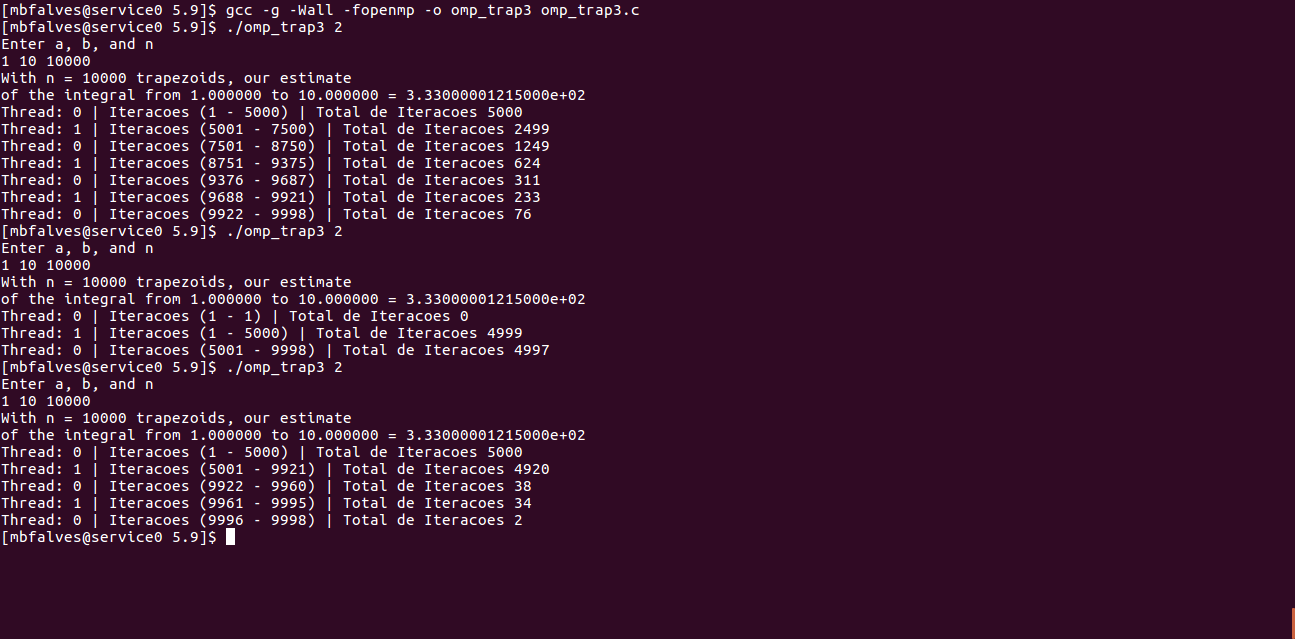 [mbfalves@service0 5.9]$ gcc -g -Wall -fopenmp -o omp_trap3 omp_trap3.c
[mbfalves@service0 5.9]$ ./omp_trap3 2
Enter a, b, and n
1 10 10000
With n = 10000 trapezoids, our estimate
of the integral from 1.000000 to 10.000000 = 3.33000001215000e+02
Thread: 0 | Iteracoes (1 - 5000) | Total de Iteracoes 5000
Thread: 1 | Iteracoes (5001 - 7500) | Total de Iteracoes 2499
Thread: 0 | Iteracoes (7501 - 8750) | Total de Iteracoes 1249
Thread: 1 | Iteracoes (8751 - 9375) | Total de Iteracoes 624
Thread: 0 | Iteracoes (9376 - 9687) | Total de Iteracoes 311
Thread: 1 | Iteracoes (9688 - 9921) | Total de Iteracoes 233
Thread: 0 | Iteracoes (9922 - 9998) | Total de Iteracoes 76
[mbfalves@service0 5.9]$ ./omp_trap3 2
Enter a, b, and n
1 10 10000
With n = 10000 trapezoids, our estimate
of the integral from 1.000000 to 10.000000 = 3.33000001215000e+02
Thread: 0 | Iteracoes (1 - 1) | Total de Iteracoes 0
Thread: 1 | Iteracoes (1 - 5000) | Total de Iteracoes 4999
Thread: 0 | Iteracoes (5001 - 9998) | Total de Iteracoes 4997
[mbfalves@service0 5.9]$ ./omp_trap3 2
Enter a, b, and n
1 10 10000
With n = 10000 trapezoids, our estimate
of the integral from 1.000000 to 10.000000 = 3.33000001215000e+02
Thread: 0 | Iteracoes (1 - 5000) | Total de Iteracoes 5000
Thread: 1 | Iteracoes (5001 - 9921) | Total de Iteracoes 4920
Thread: 0 | Iteracoes (9922 - 9960) | Total de Iteracoes 38
Thread: 1 | Iteracoes (9961 - 9995) | Total de Iteracoes 34
Thread: 0 | Iteracoes (9996 - 9998) | Total de Iteracoes 2
[mbfalves@service0 5.9]$